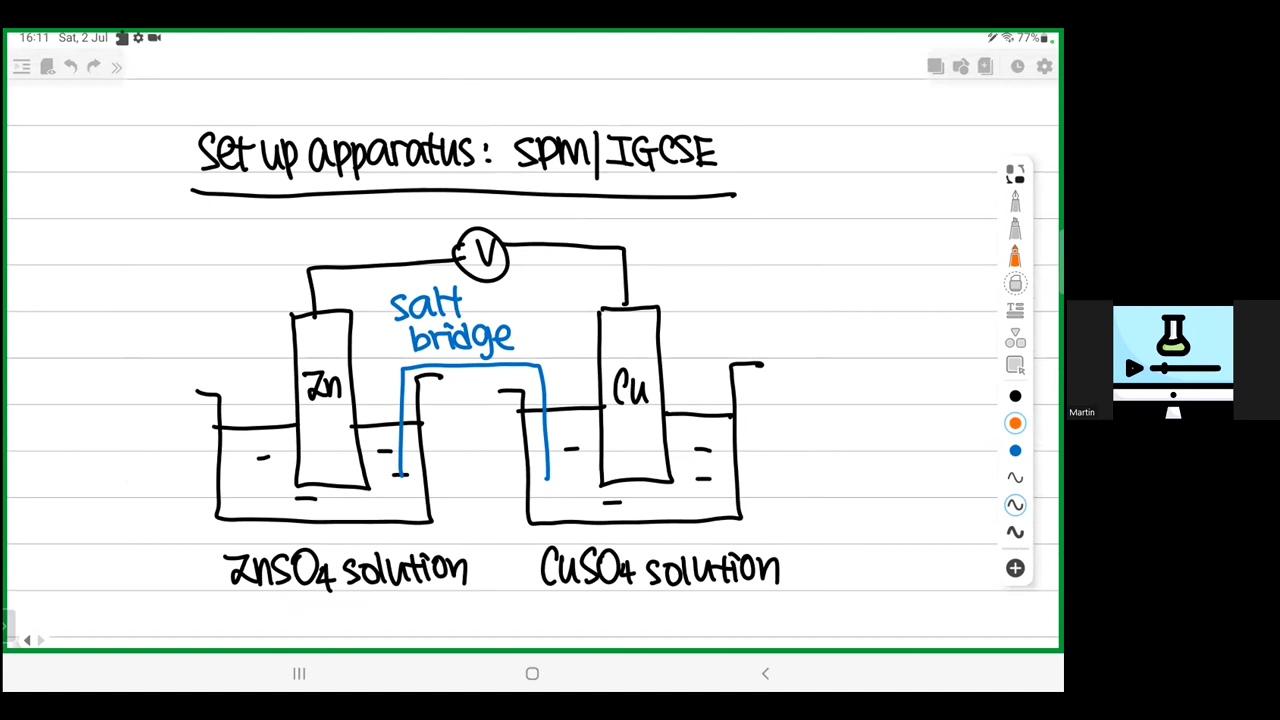 16:11 Sat, 2 Jul
77%
Set up apparatus: SPM/IGCSE
V
salt
bridge
Zn
Cu
ZnSO4 solution
CuSO4 solution
Martin